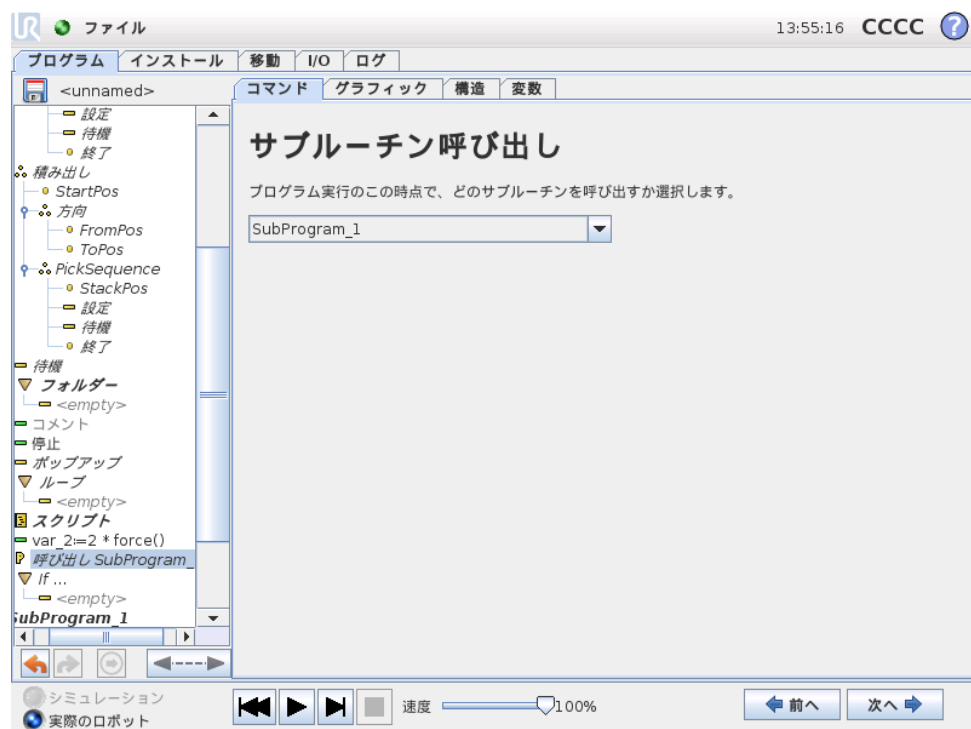 UR ファイル 13:55:16 CCCC ?
プログラム インストール 移動 I/O ログ
<unnamed>
コマンド グラフィック 構造 変数
設定
待機
終了
積み出し
StartPos
方向
FromPos
ToPos
PickSequence
StackPos
設定
待機
終了
待機
フォルダー
<empty>
コメント
停止
ポップアップ
ループ
<empty>
スクリプト
var_2:=2 * force()
呼び出し SubProgram_
If ...
<empty>
SubProgram_1
サブルーチン呼び出し
プログラム実行のこの時点で、どのサブルーチンを呼び出すか選択します。
SubProgram_1
シミュレーション
実際のロボット
速度 100%
前へ 次へ